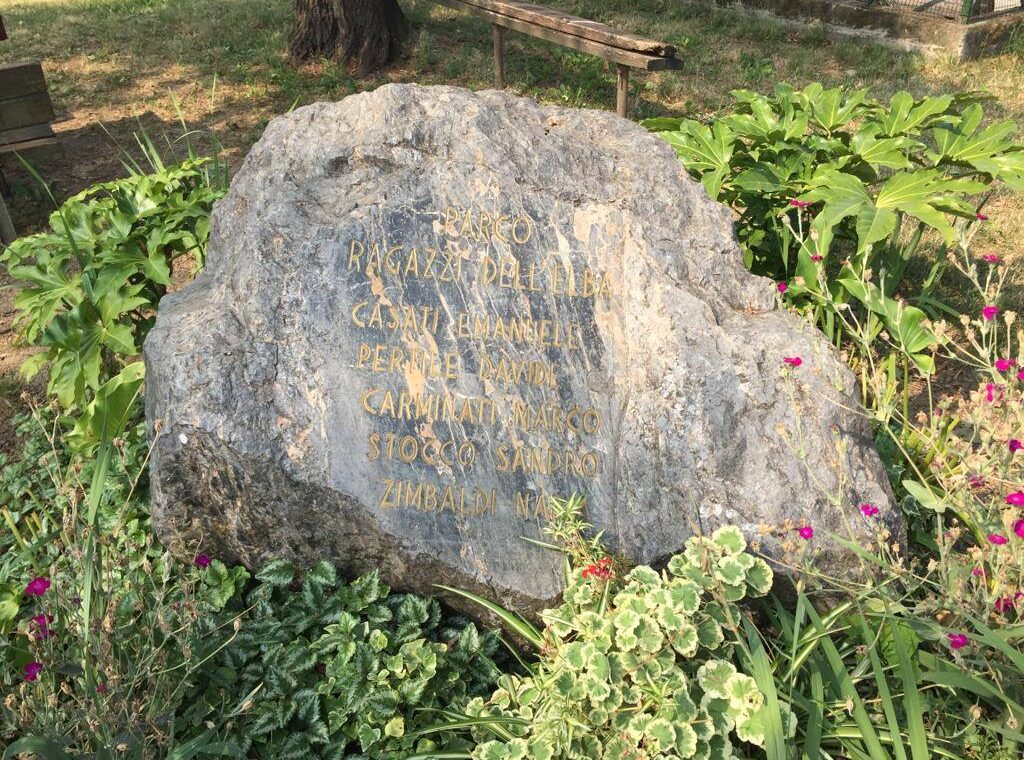 PARCO
RAGAZZI DELL'ELBA
CASATI EMANUELE
PERTILE DAVIDE
CARMINATI MARCO
STOCCO SANDRO
ZIMBALDI